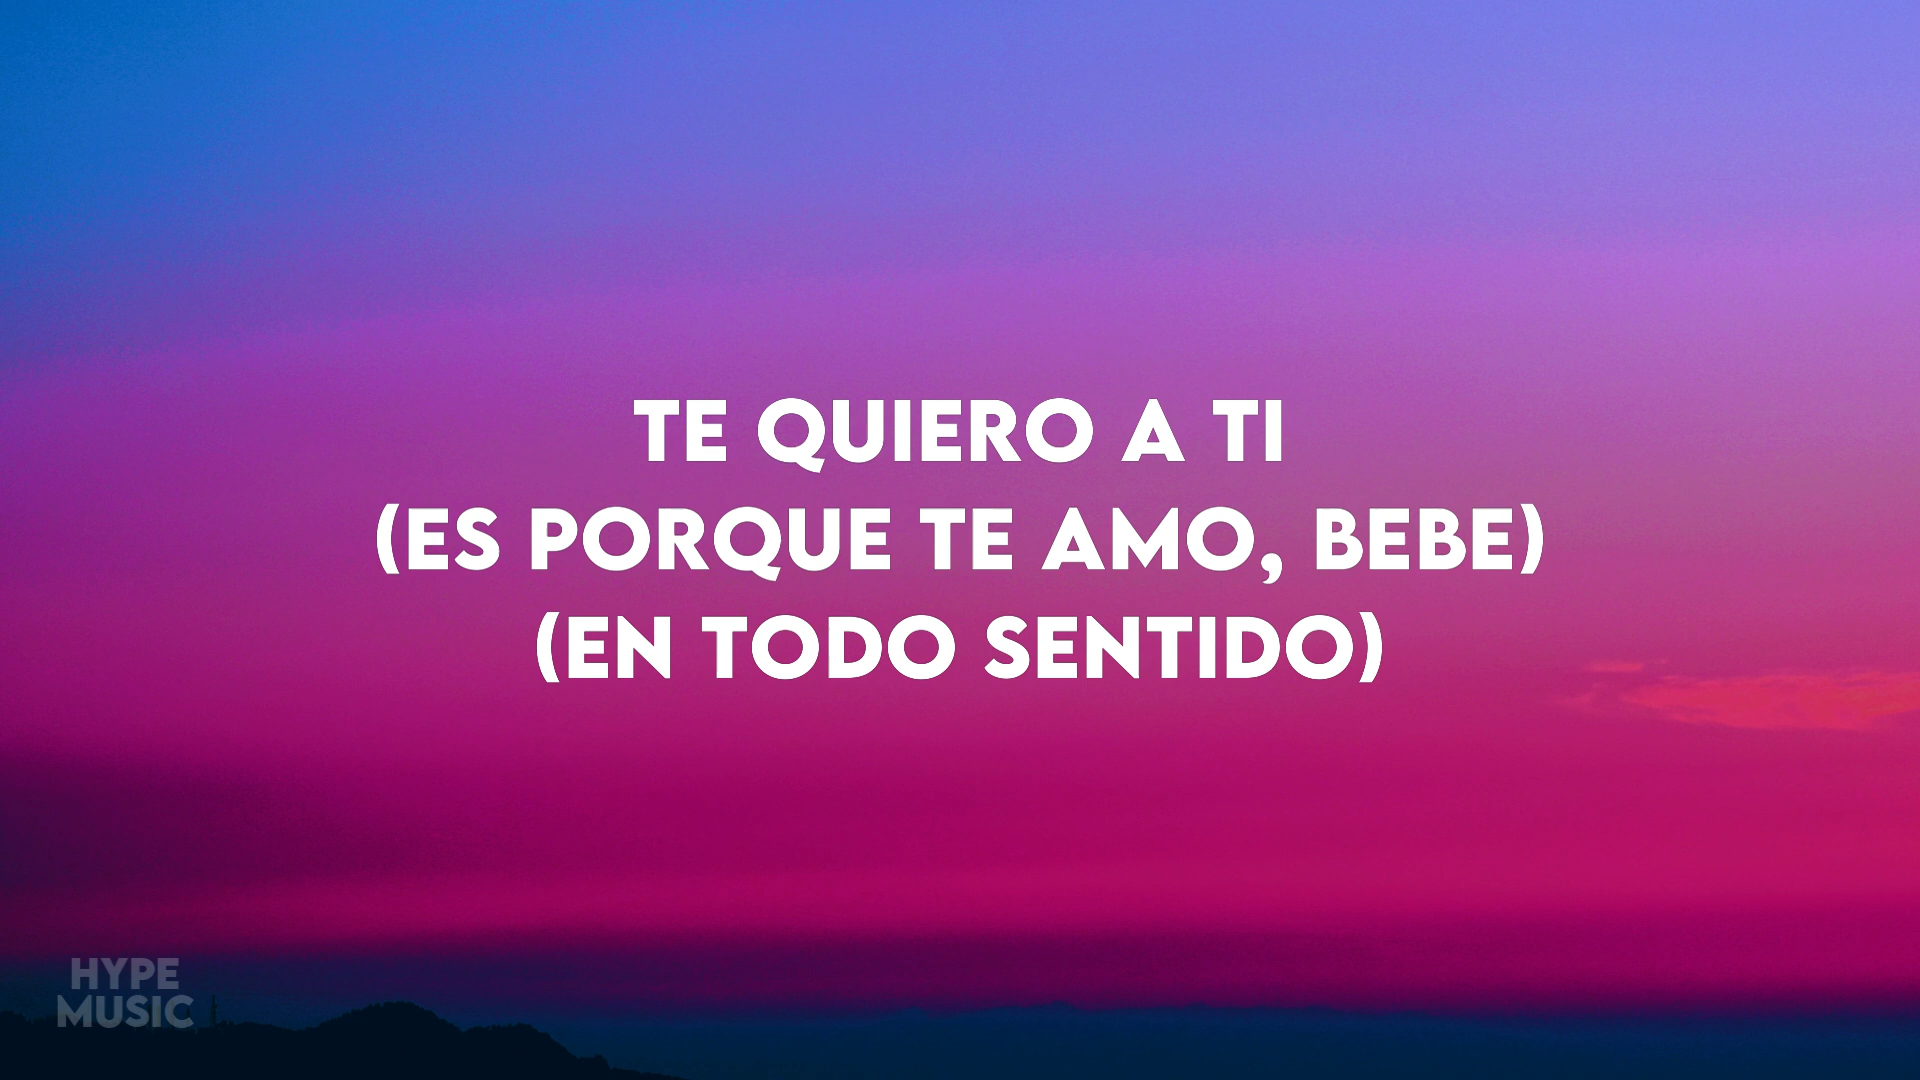 TE QUIERO A TI
(ES PORQUE TE AMO, BEBE)
(EN TODO SENTIDO)
HYPE
MUSIC